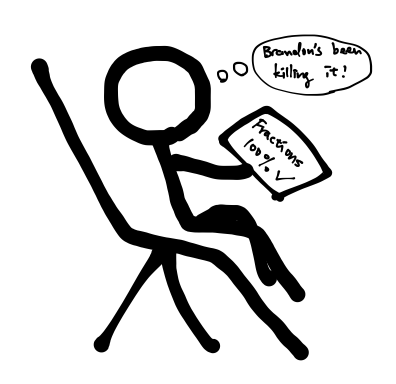 Brandon's been
killing it!
Fractions
100% ✓